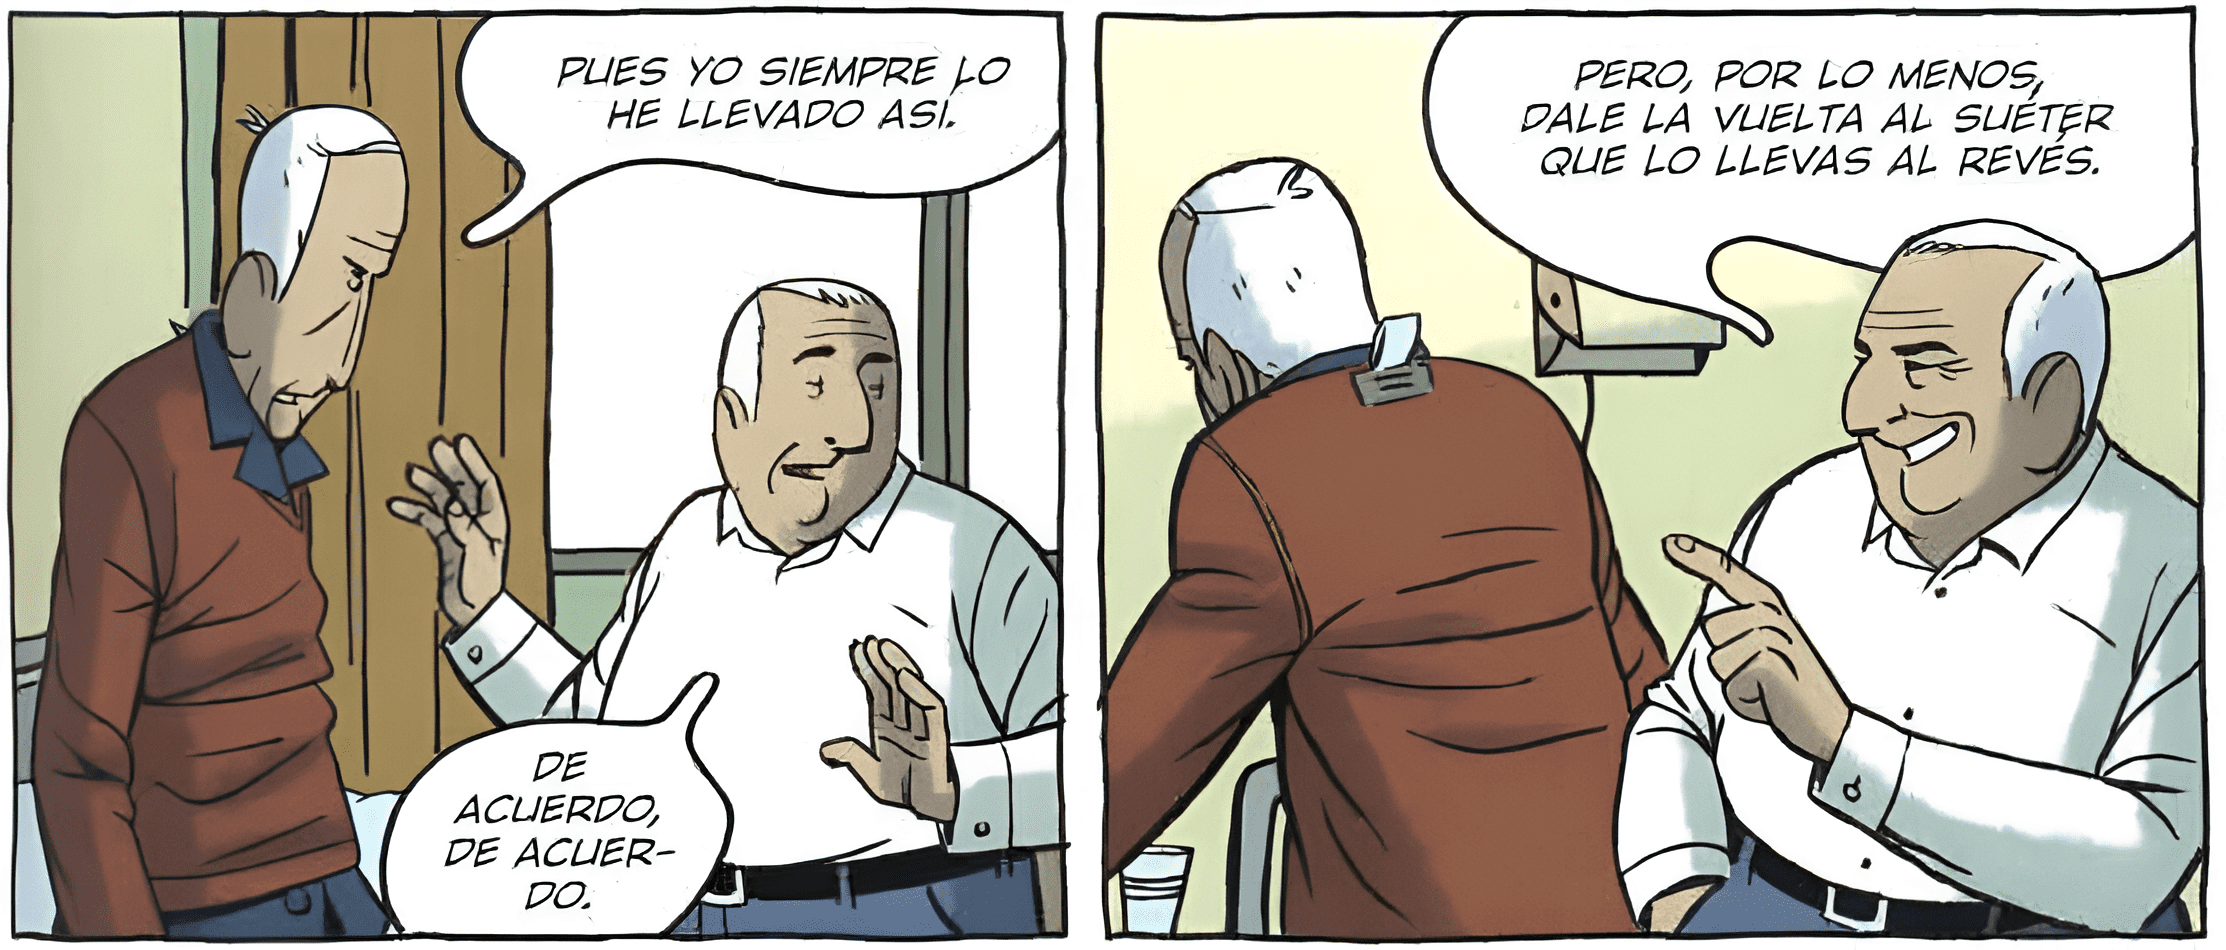 PUES YO SIEMPRE LO
HE LLEVADO ASÍ.
DE
ACUERDO,
DE ACUER-
DO.
PERO, POR LO MENOS,
DALE LA VUELTA AL SUÉTER
QUE LO LLEVAS AL REVÉS.